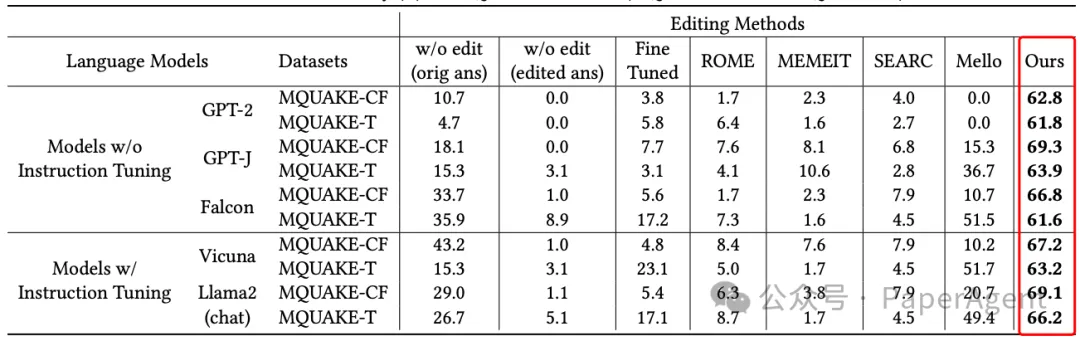 Editing Methods
Language Models Datasets w/o edit (orig ans) w/o edit (edited ans) Fine Tuned ROME MEMEIT SEARC Mello Ours
Models w/o Instruction Tuning GPT-2 MQUAKE-CF 10.7 0.0 3.8 1.7 2.3 4.0 0.0 62.8
MQUAKE-T 4.7 0.0 5.8 6.4 1.6 2.7 0.0 61.8
GPT-J MQUAKE-CF 18.1 0.0 7.7 7.6 8.1 6.8 15.3 69.3
MQUAKE-T 15.3 3.1 3.1 4.1 10.6 2.8 36.7 63.9
Falcon MQUAKE-CF 33.7 1.0 5.6 1.7 2.3 7.9 10.7 66.8
MQUAKE-T 35.9 8.9 17.2 7.3 1.6 4.5 51.5 61.6
Models w/ Instruction Tuning Vicuna MQUAKE-CF 43.2 1.0 4.8 8.4 7.6 7.9 10.2 67.2
MQUAKE-T 15.3 3.1 23.1 5.0 1.7 4.5 51.7 63.2
Llama2 (chat) MQUAKE-CF 29.0 1.1 5.4 6.3 3.8 7.9 20.7 69.1
MQUAKE-T 26.7 5.1 17.1 8.7 1.7 4.5 49.4 66.2
公众号 · PaperAgent